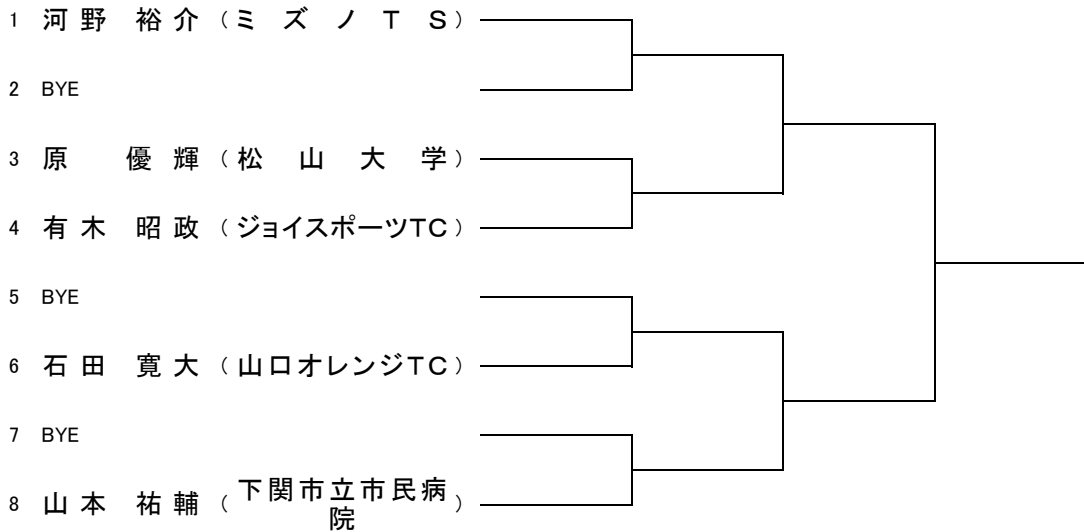 1 河野 裕介 (ミズノTS)
2 BYE
3 原 優輝 (松山大学)
4 有木 昭政 (ジョイスポーツTC)
5 BYE
6 石田 寛大 (山口オレンジTC)
7 BYE
8 山本 祐輔 (下関市立市民病
院)